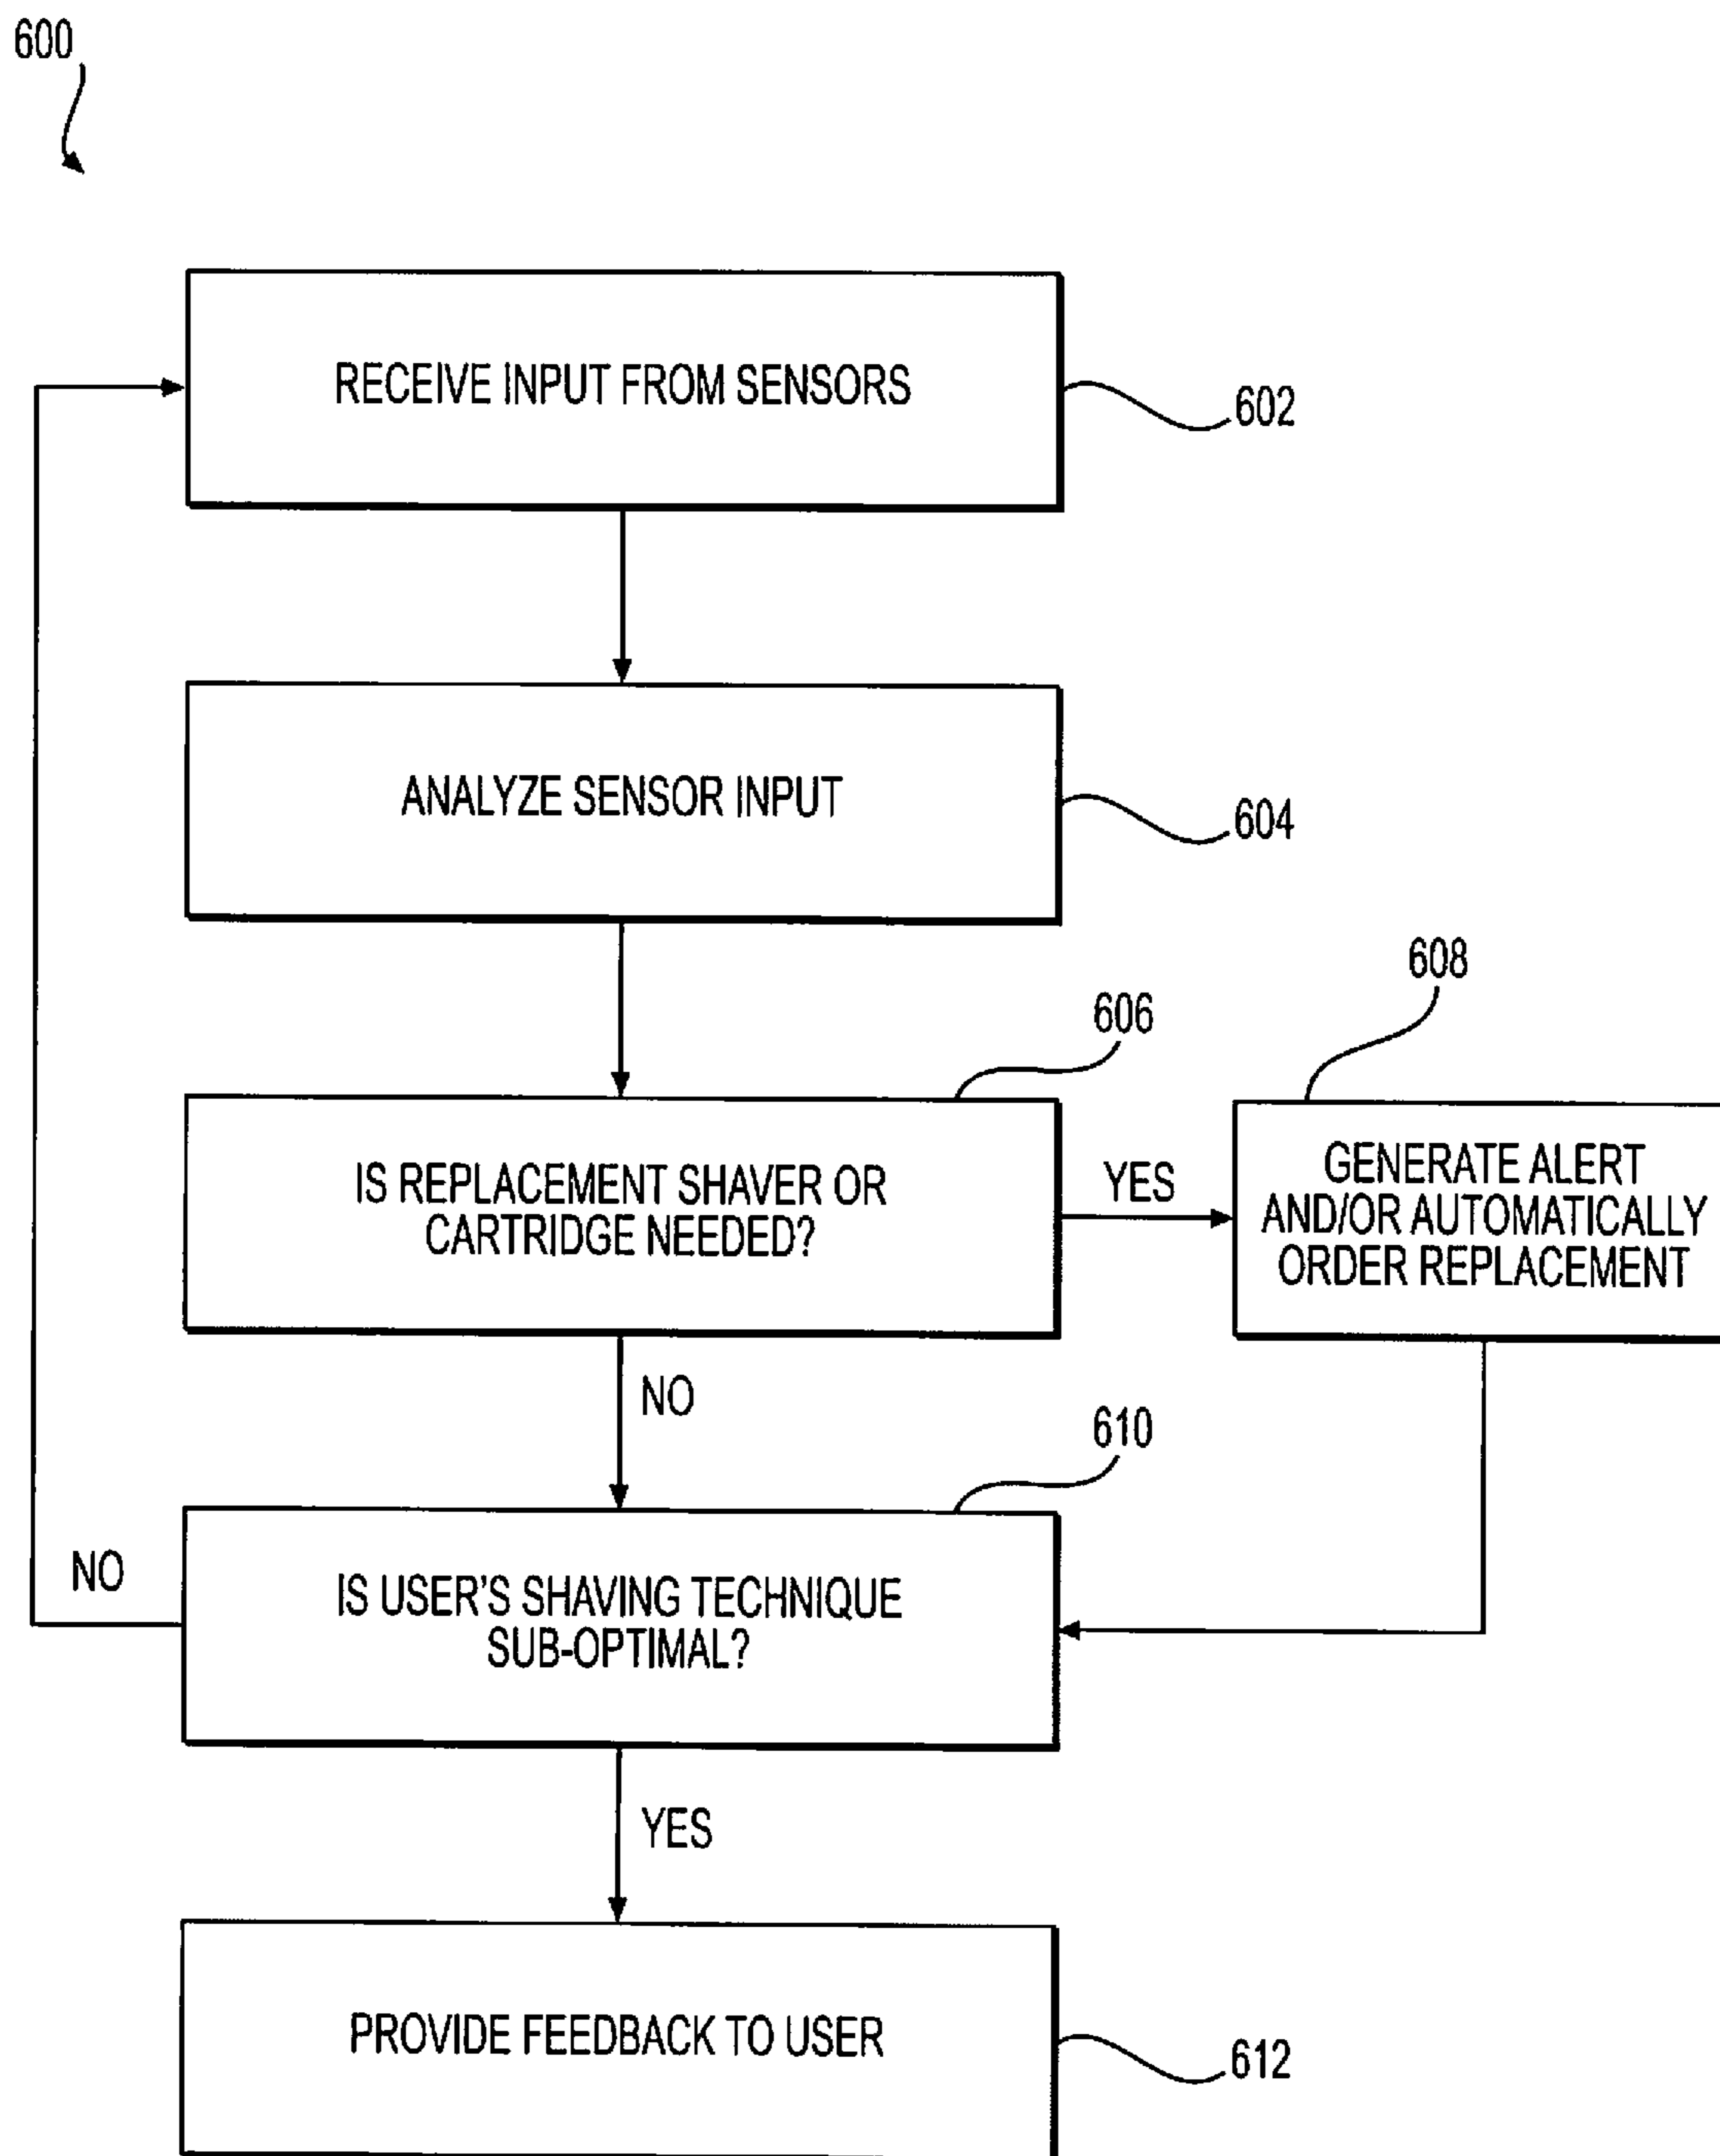 600
RECEIVE INPUT FROM SENSORS
602
ANALYZE SENSOR INPUT
604
606
608
IS REPLACEMENT SHAVER OR
CARTRIDGE NEEDED?
YES
GENERATE ALERT
AND/OR AUTOMATICALLY
ORDER REPLACEMENT
NO
610
NO
IS USER'S SHAVING TECHNIQUE
SUB-OPTIMAL?
YES
PROVIDE FEEDBACK TO USER
612